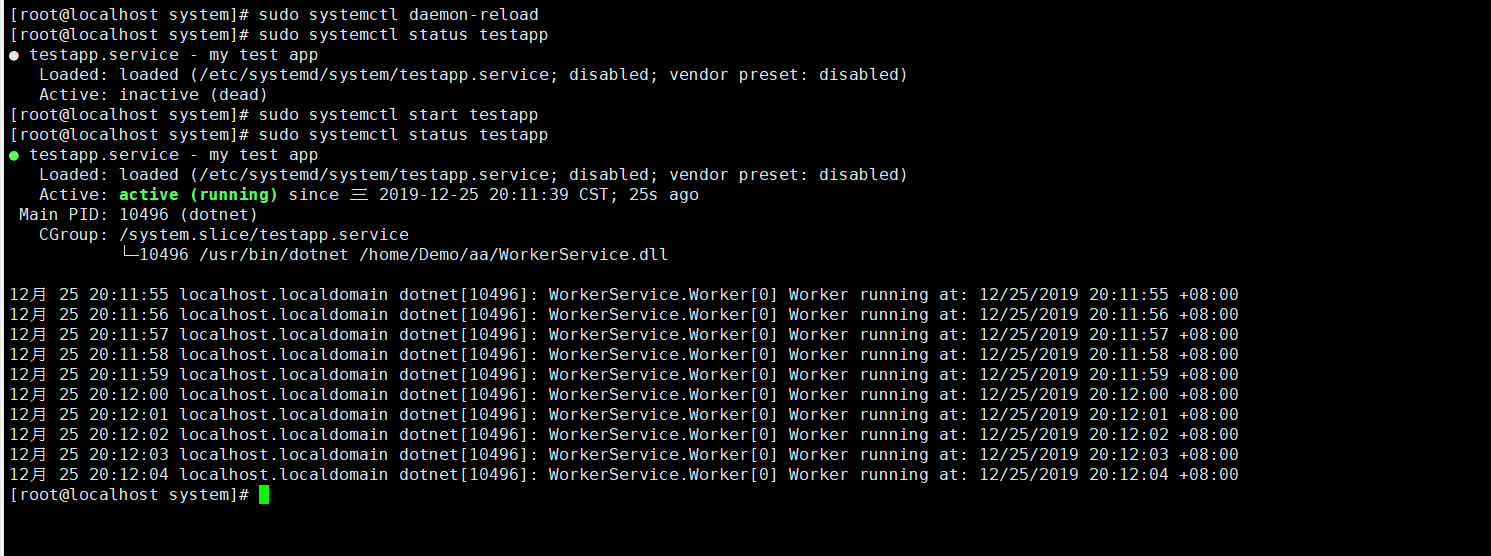 [root@localhost system]# sudo systemctl daemon-reload
[root@localhost system]# sudo systemctl status testapp
● testapp.service - my test app
   Loaded: loaded (/etc/systemd/system/testapp.service; disabled; vendor preset: disabled)
   Active: inactive (dead)
[root@localhost system]# sudo systemctl start testapp
[root@localhost system]# sudo systemctl status testapp
● testapp.service - my test app
   Loaded: loaded (/etc/systemd/system/testapp.service; disabled; vendor preset: disabled)
   Active: active (running) since 三 2019-12-25 20:11:39 CST; 25s ago
 Main PID: 10496 (dotnet)
   CGroup: /system.slice/testapp.service
           └─10496 /usr/bin/dotnet /home/Demo/aa/WorkerService.dll

12月 25 20:11:55 localhost.localdomain dotnet[10496]: WorkerService.Worker[0] Worker running at: 12/25/2019 20:11:55 +08:00
12月 25 20:11:56 localhost.localdomain dotnet[10496]: WorkerService.Worker[0] Worker running at: 12/25/2019 20:11:56 +08:00
12月 25 20:11:57 localhost.localdomain dotnet[10496]: WorkerService.Worker[0] Worker running at: 12/25/2019 20:11:57 +08:00
12月 25 20:11:58 localhost.localdomain dotnet[10496]: WorkerService.Worker[0] Worker running at: 12/25/2019 20:11:58 +08:00
12月 25 20:11:59 localhost.localdomain dotnet[10496]: WorkerService.Worker[0] Worker running at: 12/25/2019 20:11:59 +08:00
12月 25 20:12:00 localhost.localdomain dotnet[10496]: WorkerService.Worker[0] Worker running at: 12/25/2019 20:12:00 +08:00
12月 25 20:12:01 localhost.localdomain dotnet[10496]: WorkerService.Worker[0] Worker running at: 12/25/2019 20:12:01 +08:00
12月 25 20:12:02 localhost.localdomain dotnet[10496]: WorkerService.Worker[0] Worker running at: 12/25/2019 20:12:02 +08:00
12月 25 20:12:03 localhost.localdomain dotnet[10496]: WorkerService.Worker[0] Worker running at: 12/25/2019 20:12:03 +08:00
12月 25 20:12:04 localhost.localdomain dotnet[10496]: WorkerService.Worker[0] Worker running at: 12/25/2019 20:12:04 +08:00
[root@localhost system]#